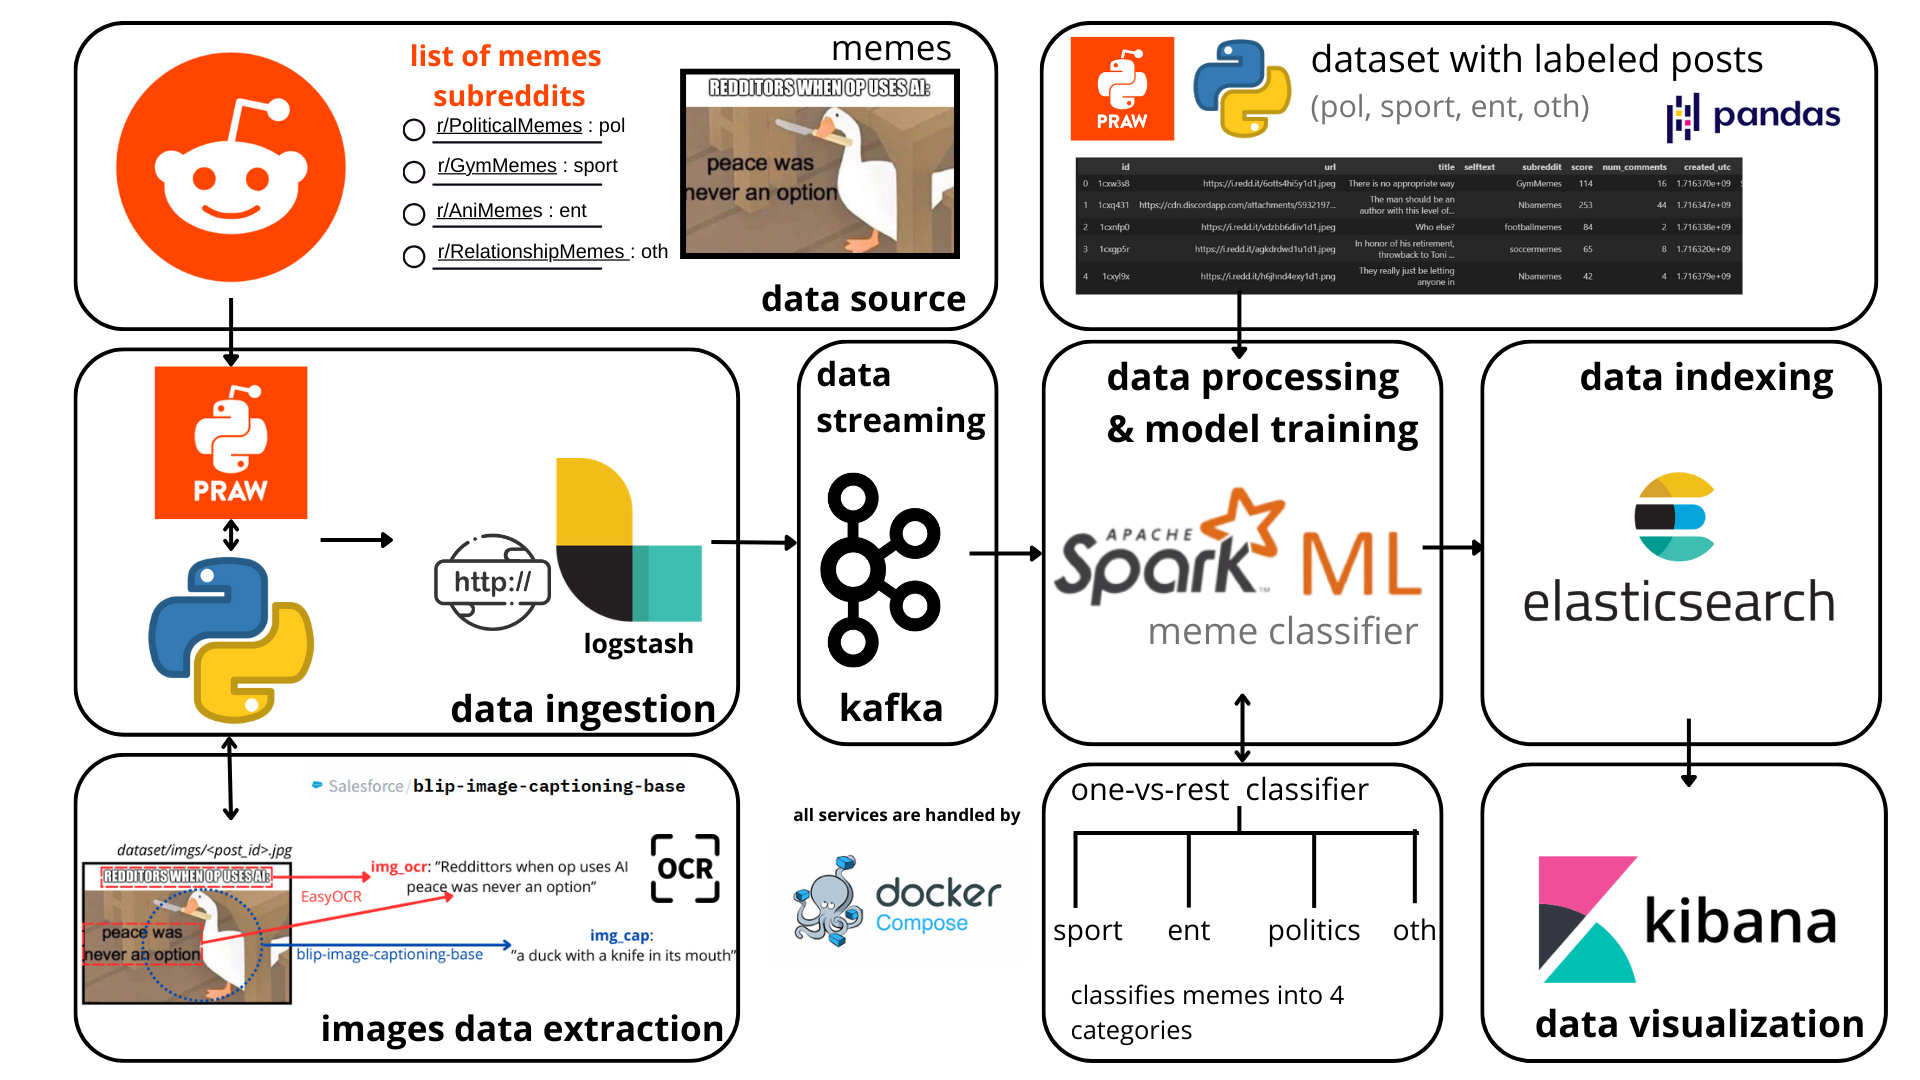 list of memes
subreddits
r/PoliticalMemes : pol
r/GymMemes : sport
r/AniMemes : ent
r/RelationshipMemes : oth
memes
REDDITORS WHEN OP USES AI:
peace was
never an option
data source
PRAW
dataset with labeled posts
(pol, sport, ent, oth)
pandas
id url title selftext subreddit score num_comments created_utc
0 1cxw3s8 https://i.redd.it/6otts4hi5y1d1.jpeg There is no appropriate way GymMemes 114 16 1.716370e+09
1 1cxq431 https://cdn.discordapp.com/attachments/5932197... The man should be an
author with this level of... Nbamemes 253 44 1.716347e+09
2 1cxnfp0 https://i.redd.it/vdzbb6diiv1d1.jpeg Who else? footballmemes 84 2 1.716338e+09
3 1cxgp5r https://i.redd.it/agkdrdwd1u1d1.jpeg In honor of his retirement,
throwback to Toni ... soccermemes 65 8 1.716320e+09
4 1cxyl9x https://i.redd.it/h6jhnd4exy1d1.png They really just be letting
anyone in Nbamemes 42 4 1.716379e+09
PRAW
http://
logstash
data ingestion
data
streaming
kafka
data processing
& model training
APACHE
Spark ML
TM
meme classifier
data indexing
elasticsearch
Salesforce/blip-image-captioning-base
dataset/imgs/<post_id>.jpg
REDDITORS WHEN OP USES AI:
peace was
never an option
EasyOCR
img_ocr: ”Reddittors when op uses AI
peace was never an option”
OCR
blip-image-captioning-base
img_cap:
”a duck with a knife in its mouth”
images data extraction
all services are handled by
docker
Compose
one-vs-rest classifier
sport ent politics oth
classifies memes into 4
categories
kibana
data visualization